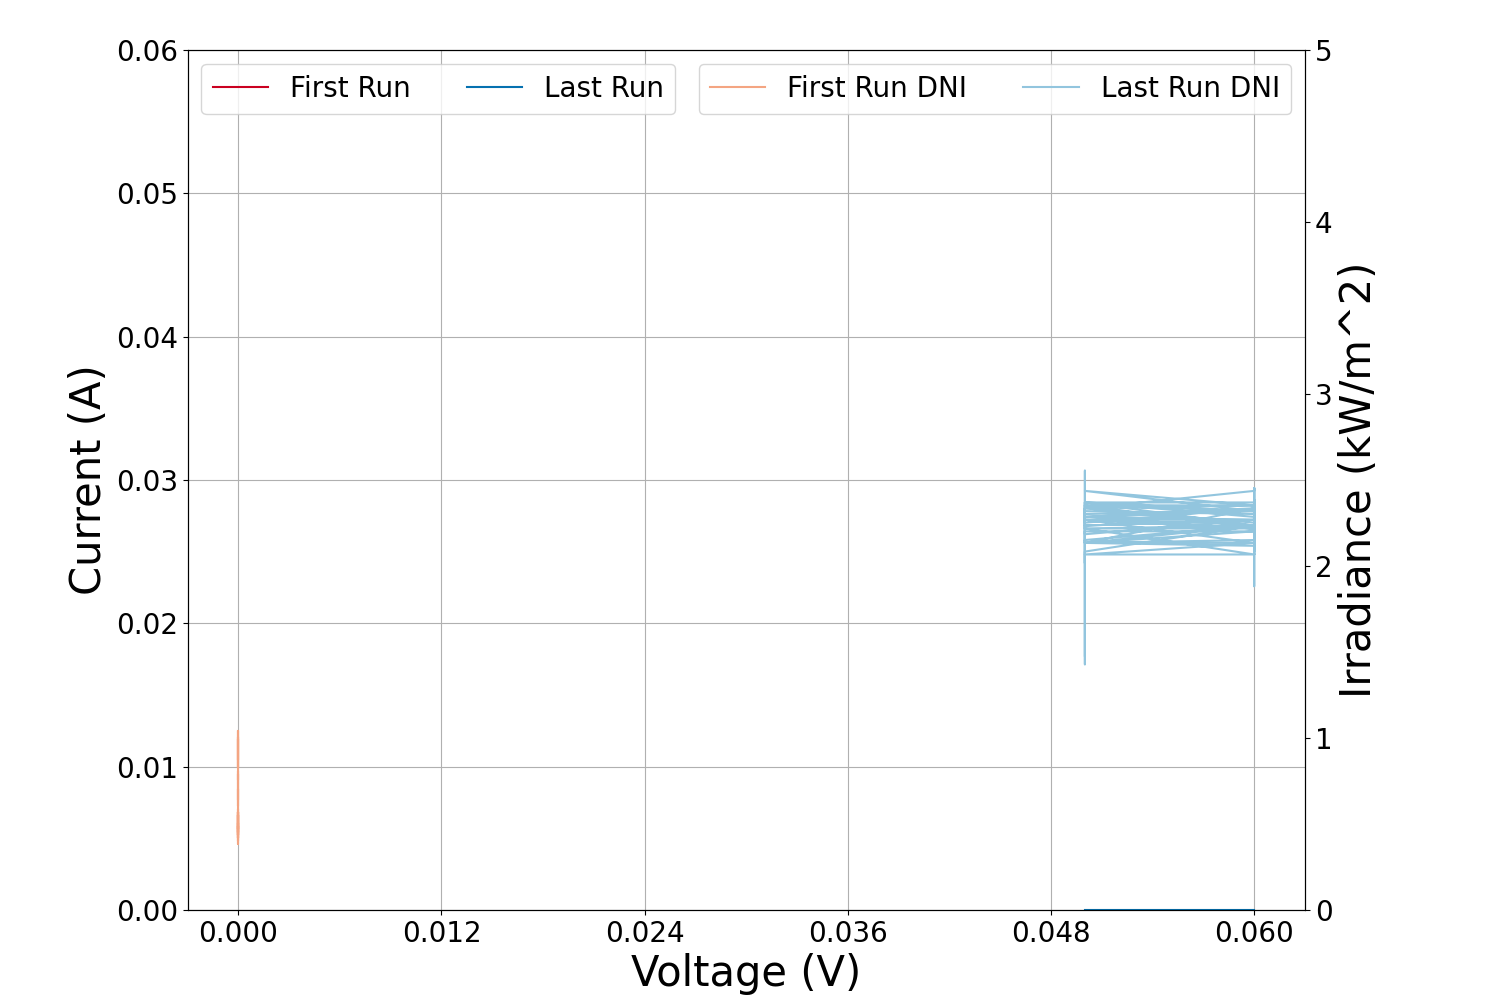 First Run
Last Run
First Run DNI
Last Run DNI
0.06
0.05
0.04
0.03
0.02
0.01
0.00
Current (A)
5
4
3
2
1
0
Irradiance (kW/m^2)
0.000 0.012 0.024 0.036 0.048 0.060
Voltage (V)